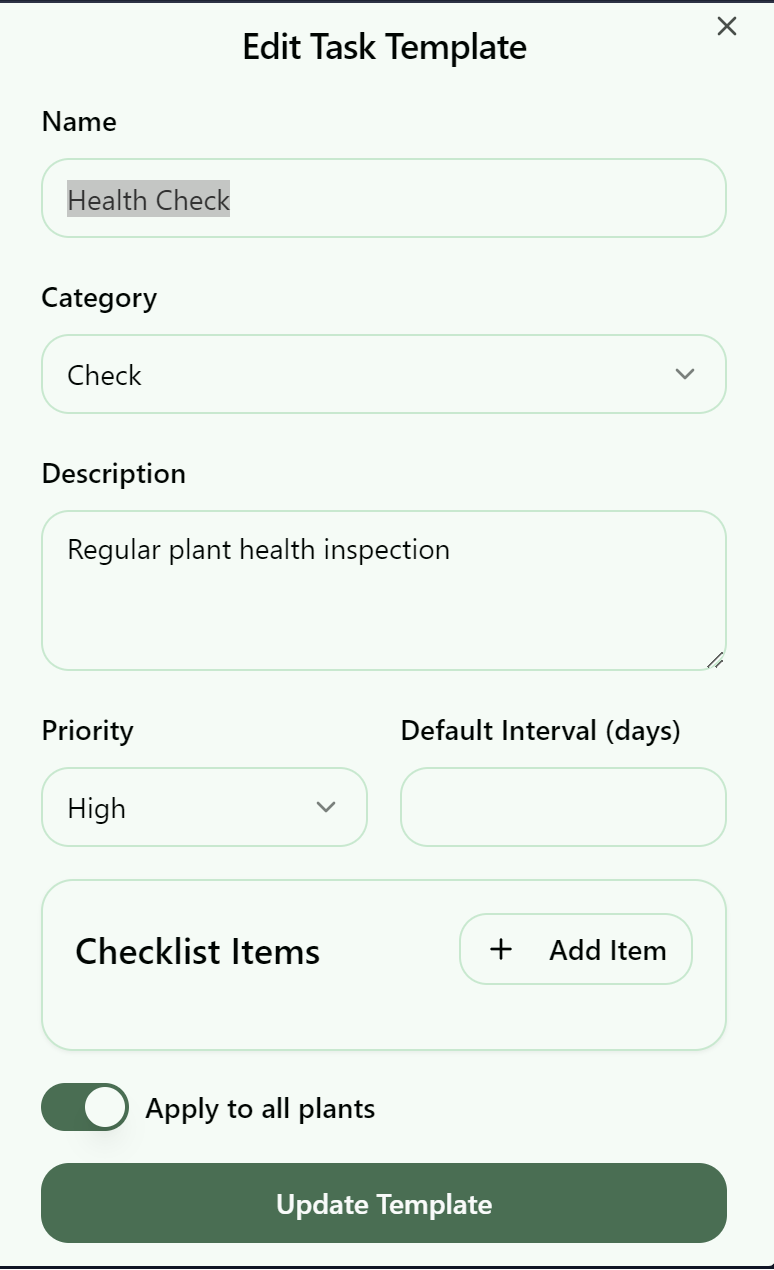 Edit Task Template
Name
Health Check
Category
Check
Description
Regular plant health inspection
Priority
Default Interval (days)
High
Checklist Items
Add Item
Apply to all plants
Update Template